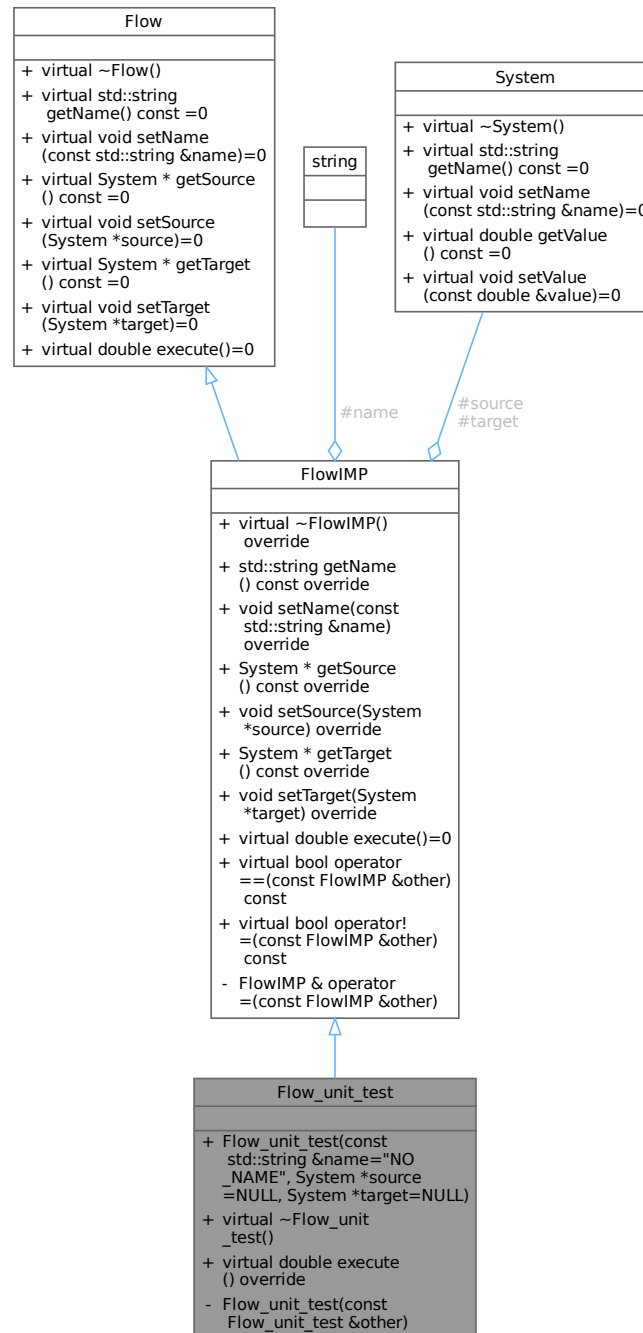 Flow
+ virtual ~Flow()
+ virtual std::string
getName() const =0
+ virtual void setName
(const std::string &name)=0
+ virtual System * getSource
() const =0
+ virtual void setSource
(System *source)=0
+ virtual System * getTarget
() const =0
+ virtual void setTarget
(System *target)=0
+ virtual double execute()=0
string
System
+ virtual ~System()
+ virtual std::string
getName() const =0
+ virtual void setName
(const std::string &name)=0
+ virtual double getValue
() const =0
+ virtual void setValue
(const double &value)=0
#name
#source
#target
FlowIMP
+ virtual ~FlowIMP()
override
+ std::string getName
() const override
+ void setName(const
std::string &name)
override
+ System * getSource
() const override
+ void setSource(System
*source) override
+ System * getTarget
() const override
+ void setTarget(System
*target) override
+ virtual double execute()=0
+ virtual bool operator
==(const FlowIMP &other)
const
+ virtual bool operator!
=(const FlowIMP &other)
const
- FlowIMP & operator
=(const FlowIMP &other)
Flow_unit_test
+ Flow_unit_test(const
std::string &name="NO
_NAME", System *source
=NULL, System *target=NULL)
+ virtual ~Flow_unit
_test()
+ virtual double execute
() override
- Flow_unit_test(const
Flow_unit_test &other)